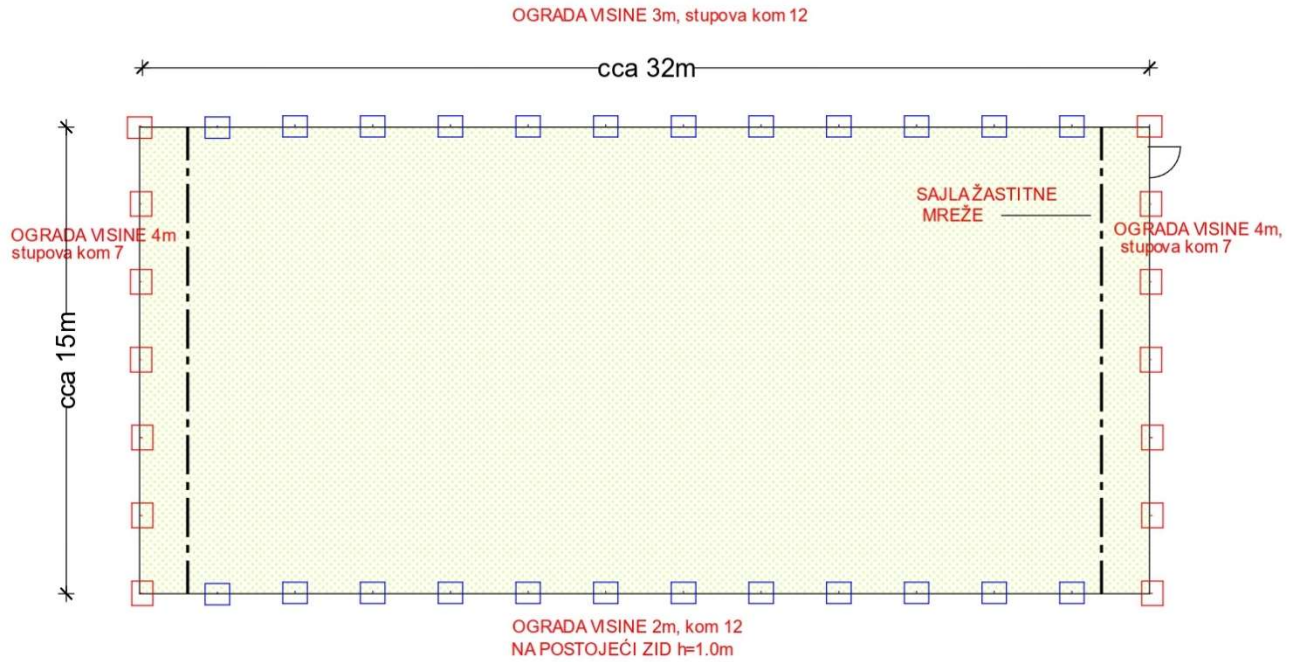 OGRADA VISINE 3m, stupova kom 12
cca 32m
SAJLA ŽASTITNE
MREŽE
OGRADA VISINE 4m
stupova kom 7
OGRADA VISINE 4m,
stupova kom 7
cca 15m
OGRADA VISINE 2m, kom 12
NA POSTOJEĆI ZID h=1.0m